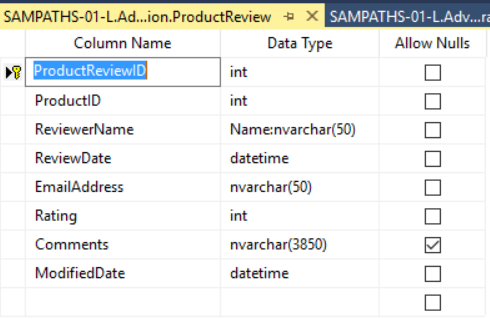 SAMPATHS-01-L.Ad...ion.ProductReview SAMPATHS-01-L.Adv...ra
Column Name Data Type Allow Nulls
ProductReviewID int
ProductID int
ReviewerName Name:nvarchar(50)
ReviewDate datetime
EmailAddress nvarchar(50)
Rating int
Comments nvarchar(3850)
ModifiedDate datetime